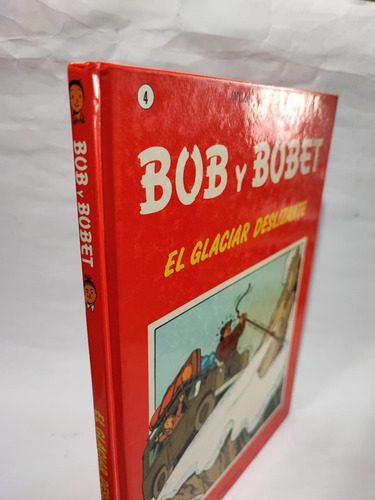 BOB Y BOBET
EL GLACIAR DESLIZANTE
4
BOB Y BOBET
EL GLACIAR